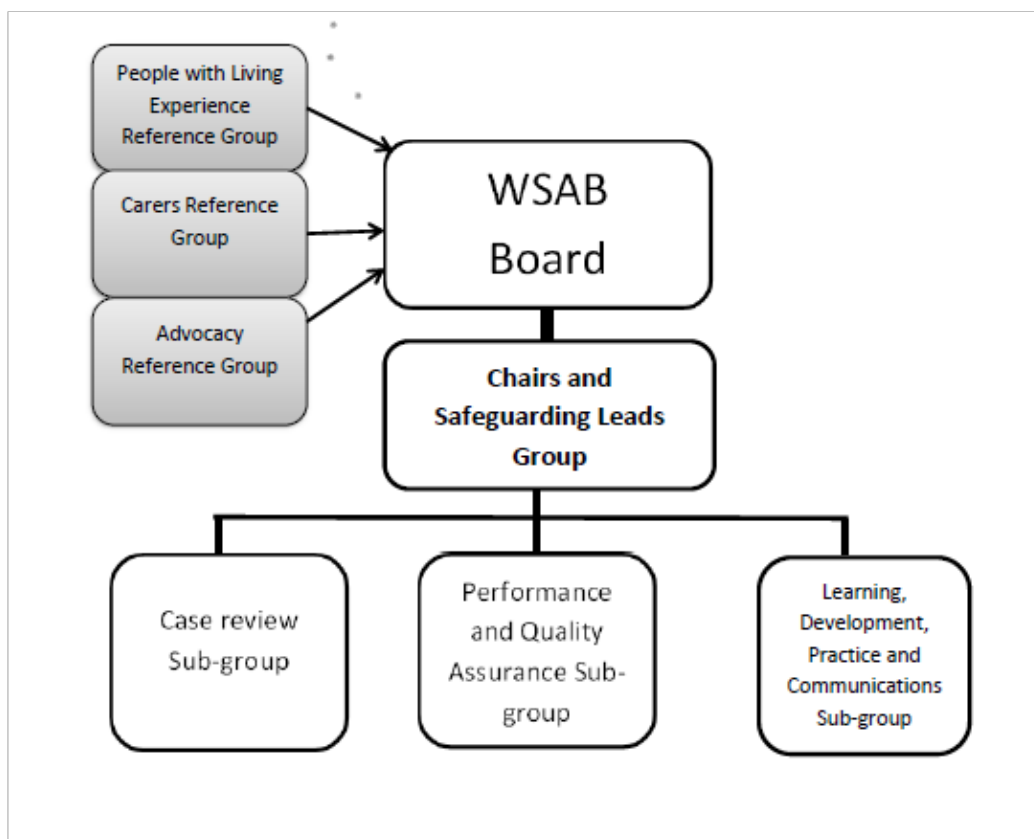 People with Living
Experience
Reference Group
Carers Reference
Group
Advocacy
Reference Group
WSAB
Board
Chairs and
Safeguarding Leads
Group
Case review
Sub-group
Performance
and Quality
Assurance Sub-
group
Learning,
Development,
Practice and
Communications
Sub-group